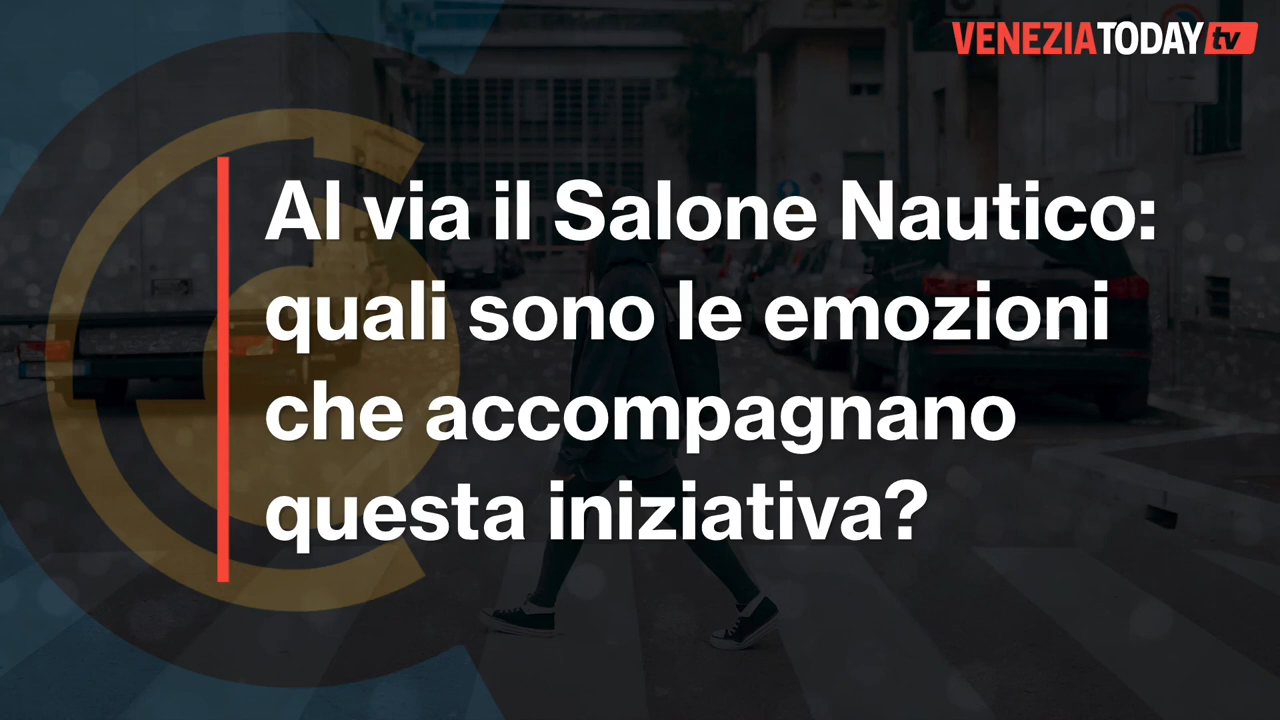 VENEZIATODAY tv
Al via il Salone Nautico:
quali sono le emozioni
che accompagnano
questa iniziativa?